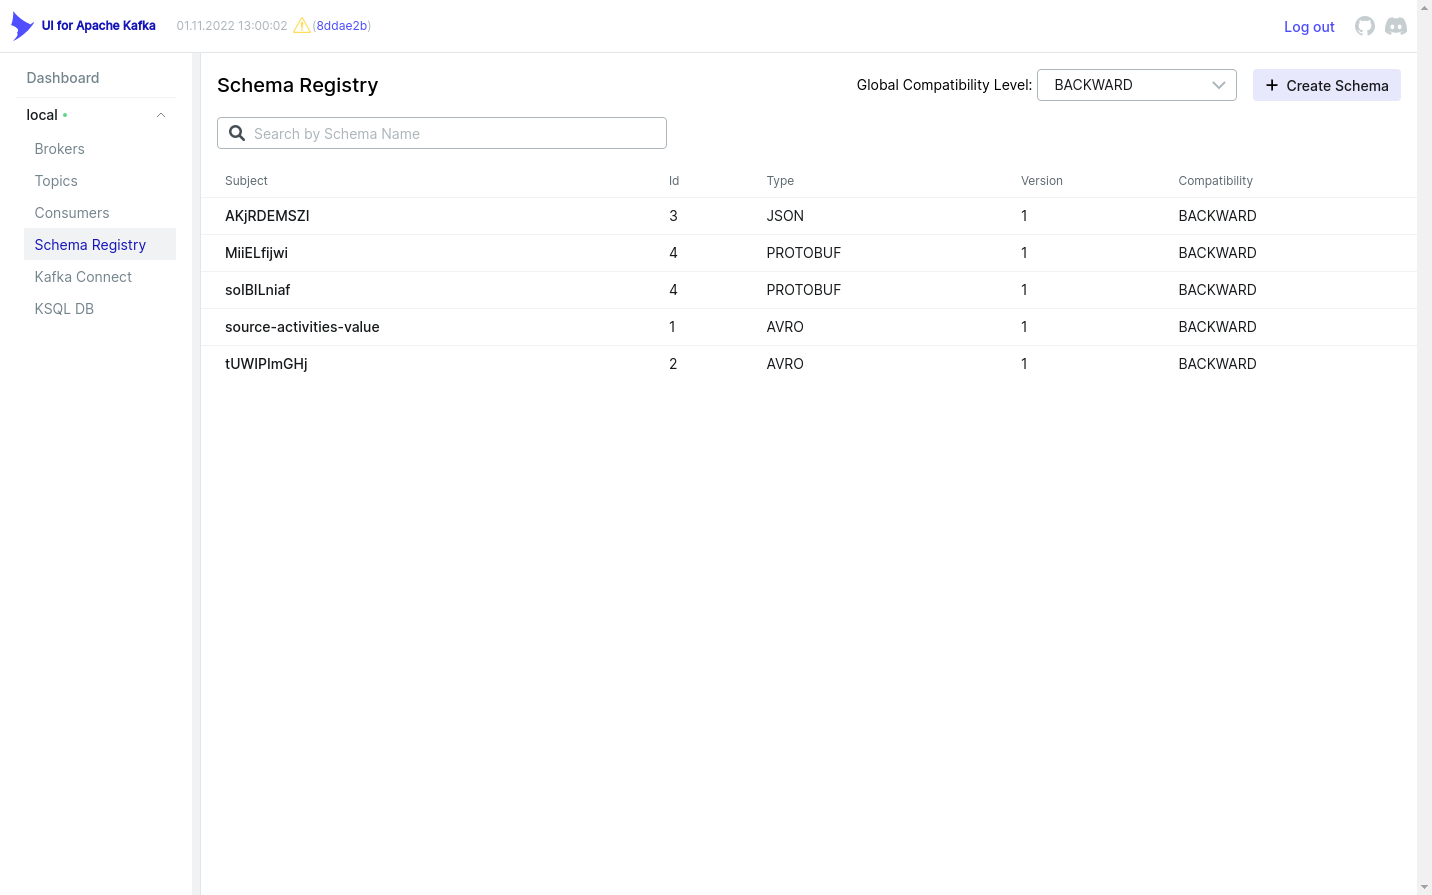 UI for Apache Kafka 01.11.2022 13:00:02 (8ddae2b) Log out
Dashboard
local
Brokers
Topics
Consumers
Schema Registry
Kafka Connect
KSQL DB
Schema Registry Global Compatibility Level: BACKWARD Create Schema
Search by Schema Name
Subject Id Type Version Compatibility
AKjRDEMSZI 3 JSON 1 BACKWARD
MiiELfijwi 4 PROTOBUF 1 BACKWARD
solBILniaf 4 PROTOBUF 1 BACKWARD
source-activities-value 1 AVRO 1 BACKWARD
tUWIPImGHj 2 AVRO 1 BACKWARD